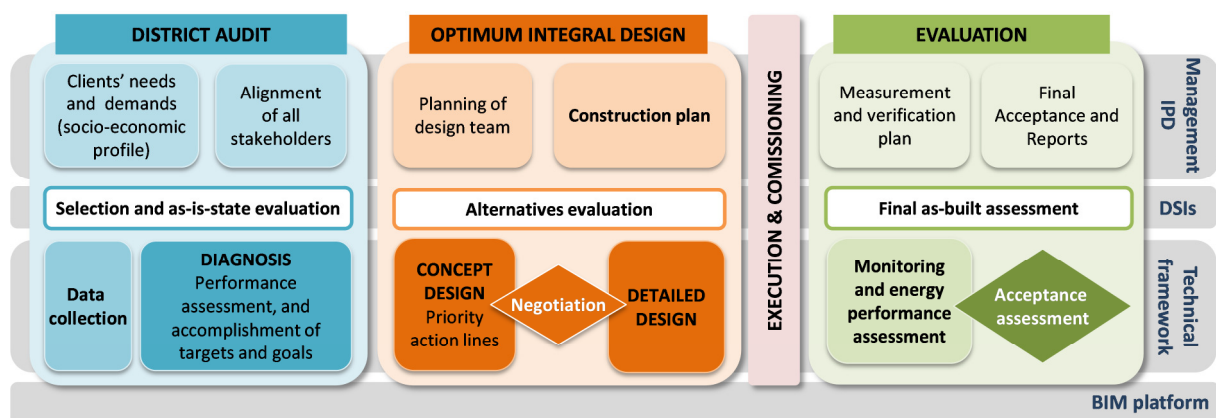 DISTRICT AUDIT
Clients' needs
and demands
(socio-economic
profile)
Alignment
of all
stakeholders
Selection and as-is-state evaluation
Data
collection
DIAGNOSIS
Performance
assessment, and
accomplishment of
targets and goals
OPTIMUM INTEGRAL DESIGN
Planning of
design team
Construction plan
Alternatives evaluation
CONCEPT
DESIGN
Priority
action lines
Negotiation
DETAILED
DESIGN
EXECUTION & COMISSIONING
EVALUATION
Measurement
and verification
plan
Final
Acceptance and
Reports
Final as-built assessment
Monitoring
and energy
performance
assessment
Acceptance
assessment
Management
IPD
DSIs
Technical
framework
BIM platform